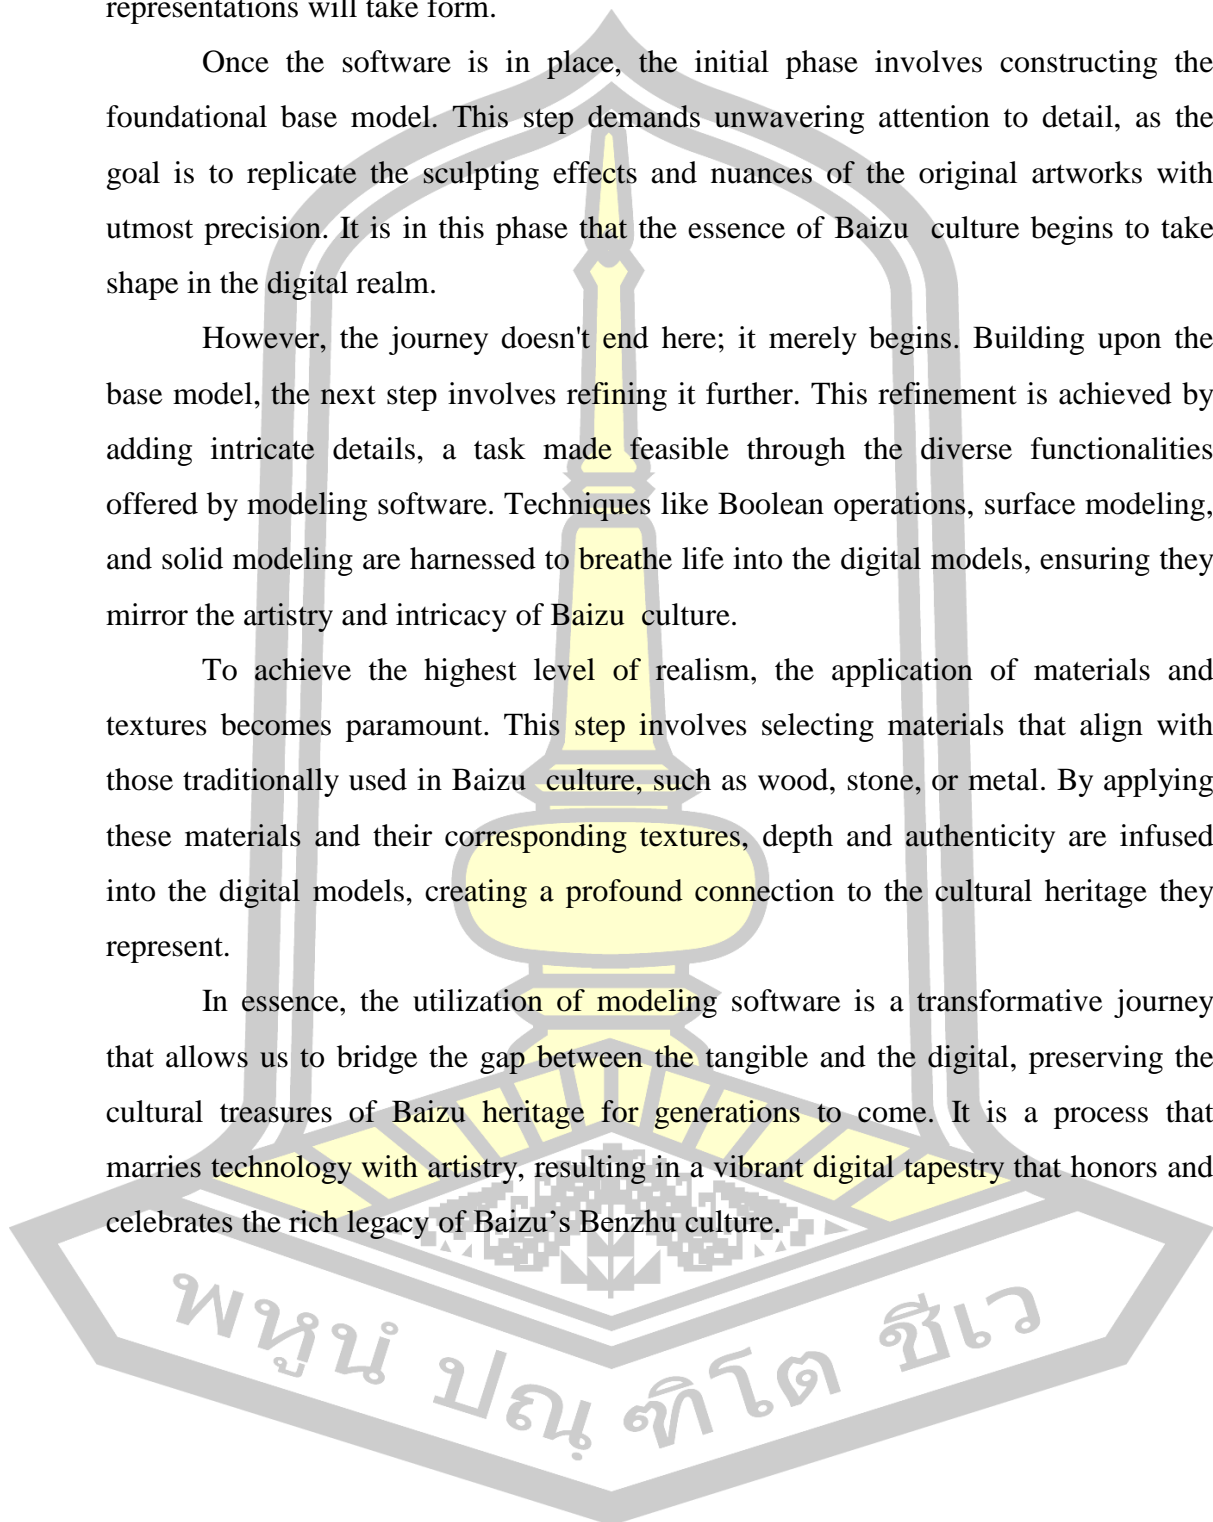 representations will take form.
Once the software is in place, the initial phase involves constructing the
foundational base model. This step demands unwavering attention to detail, as the
goal is to replicate the sculpting effects and nuances of the original artworks with
utmost precision. It is in this phase that the essence of Baizu  culture begins to take
shape in the digital realm.
However, the journey doesn't end here; it merely begins. Building upon the
base model, the next step involves refining it further. This refinement is achieved by
adding intricate details, a task made feasible through the diverse functionalities
offered by modeling software. Techniques like Boolean operations, surface modeling,
and solid modeling are harnessed to breathe life into the digital models, ensuring they
mirror the artistry and intricacy of Baizu  culture.
To achieve the highest level of realism, the application of materials and
textures becomes paramount. This step involves selecting materials that align with
those traditionally used in Baizu  culture, such as wood, stone, or metal. By applying
these materials and their corresponding textures, depth and authenticity are infused
into the digital models, creating a profound connection to the cultural heritage they
represent.
In essence, the utilization of modeling software is a transformative journey
that allows us to bridge the gap between the tangible and the digital, preserving the
cultural treasures of Baizu heritage for generations to come. It is a process that
marries technology with artistry, resulting in a vibrant digital tapestry that honors and
celebrates the rich legacy of Baizu’s Benzhu culture.
พหูนํ ปณฺฑิโต ชีเว